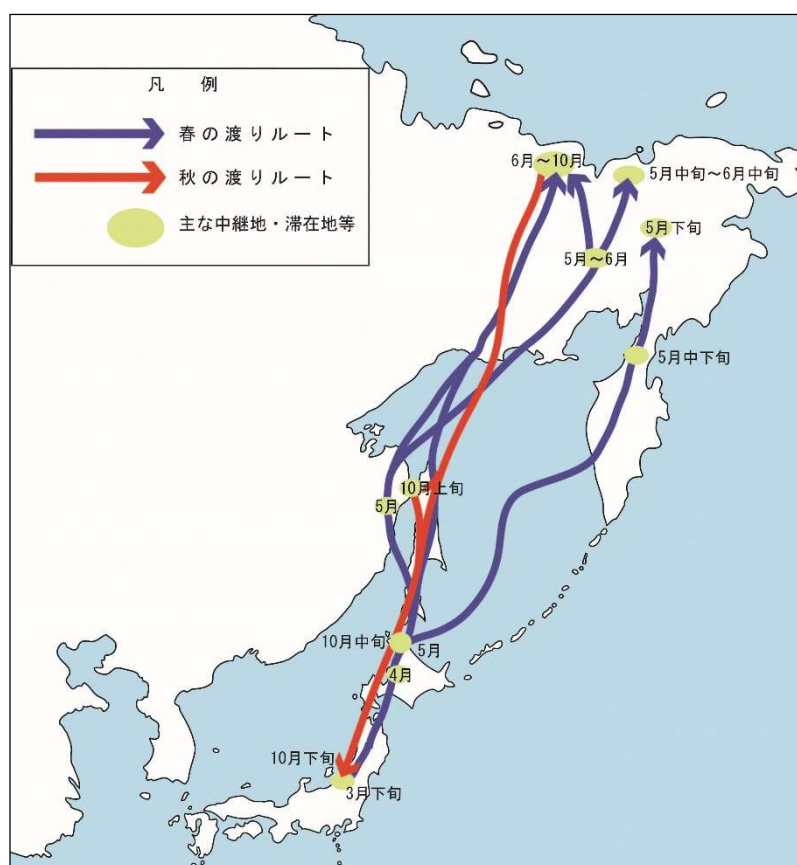 凡 例
春の渡りルート
秋の渡りルート
主な中継地・滞在地等
6月～10月
5月中旬～6月中旬
5月下旬
5月～6月
5月中下旬
10月上旬
5月
10月中旬
5月
4月
10月下旬
3月下旬